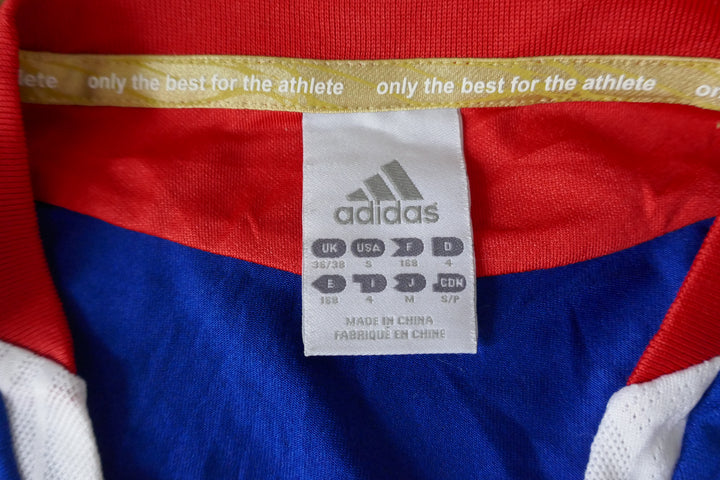 lete only the best for the athlete only the best for the athlete on
adidas
UK USA F D
36/38 S 168 4
E I J CDN
168 4 M S/P
MADE IN CHINA
FABRIQUÉ EN CHINE